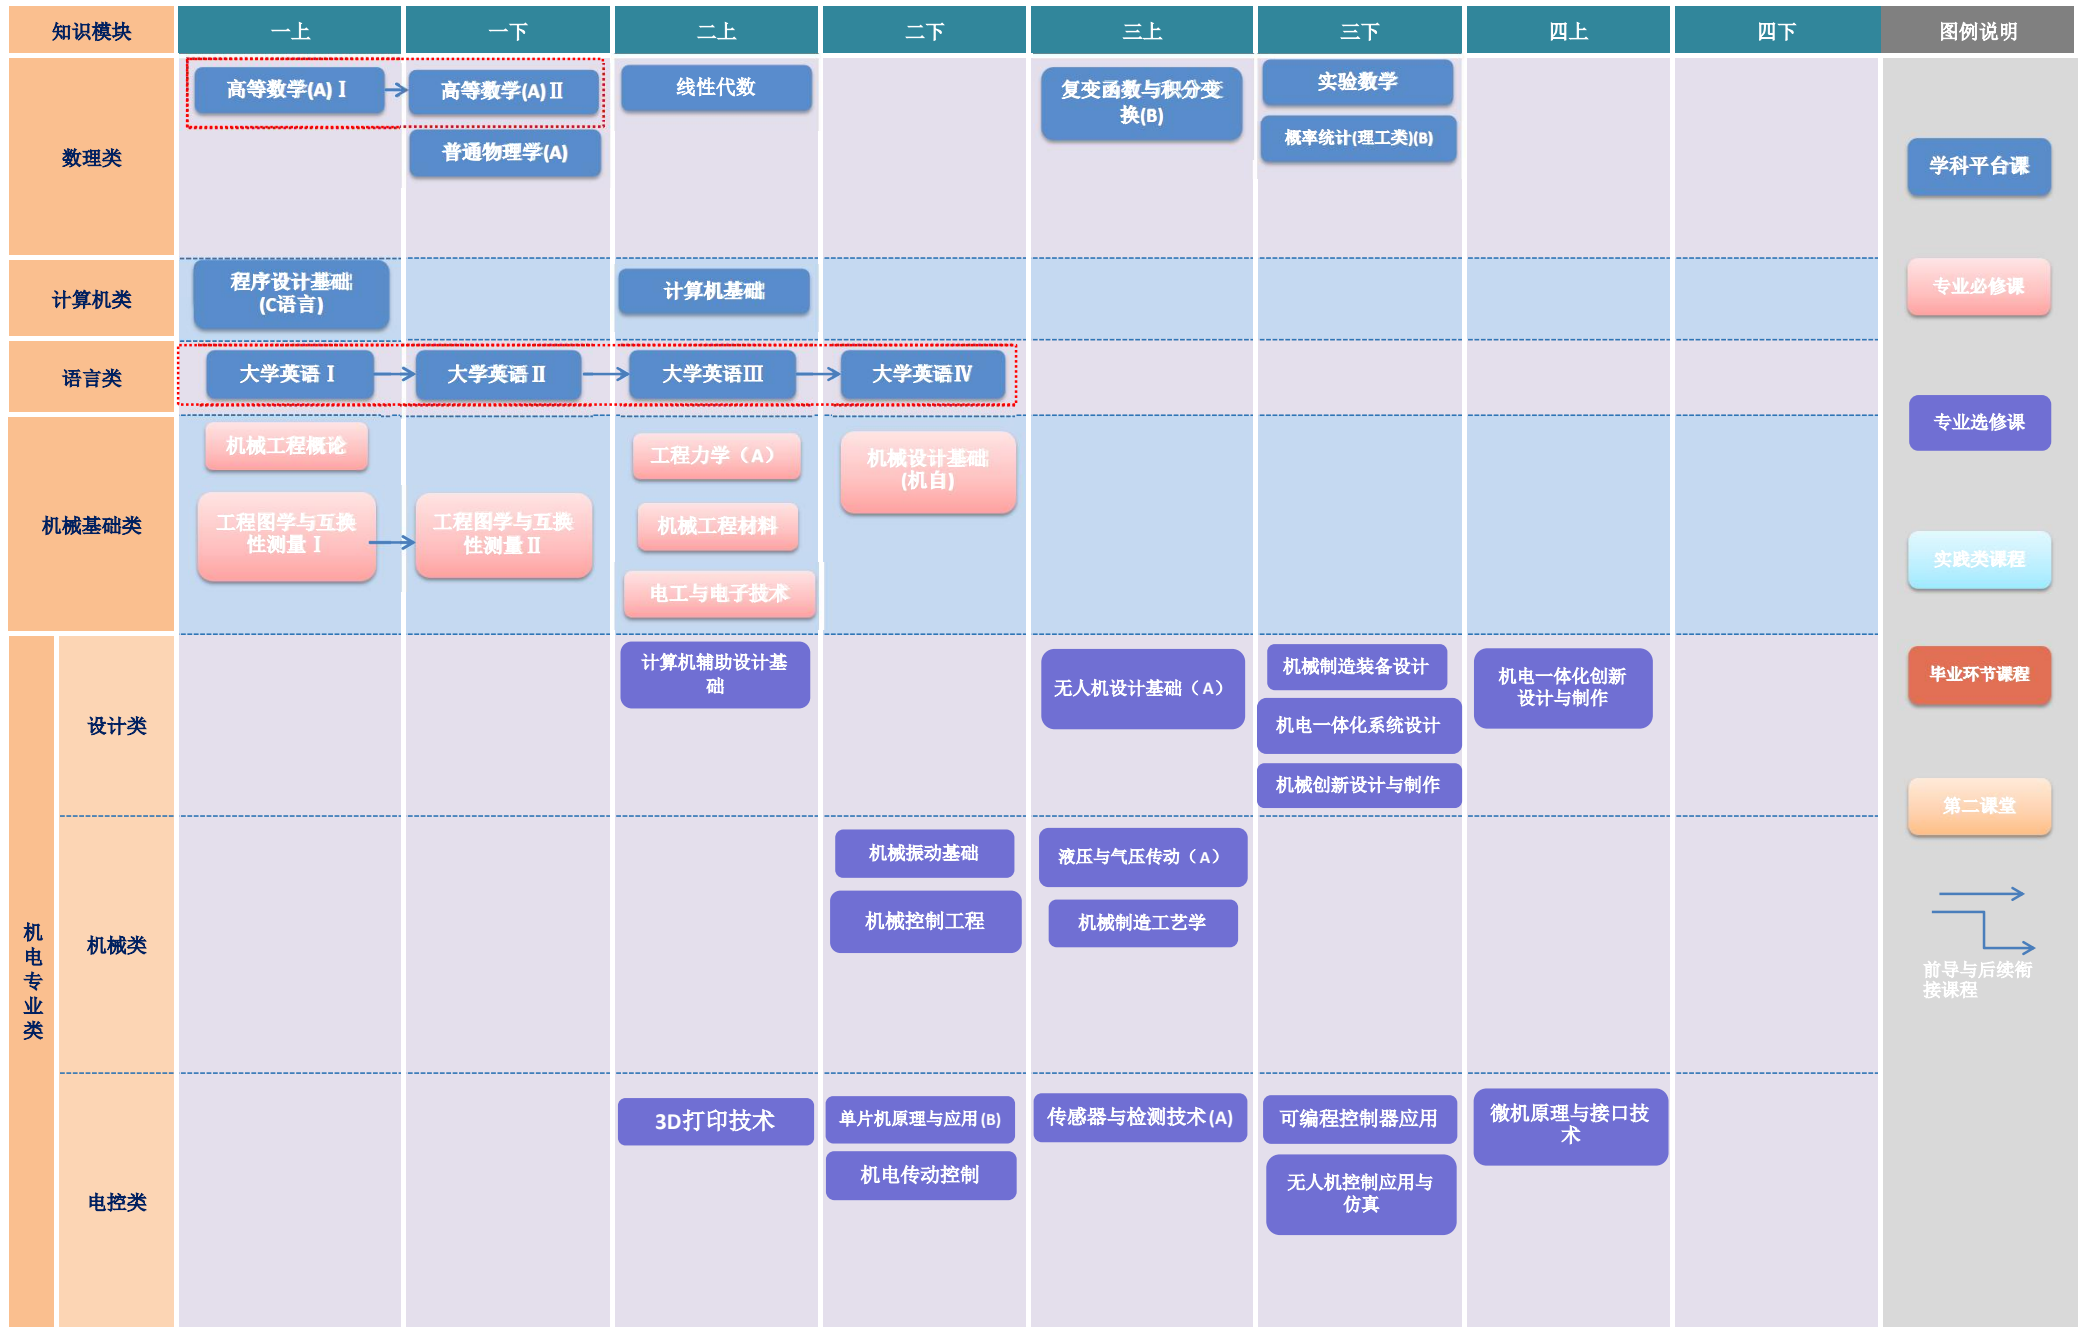 知识模块
一上
一下
二上
二下
三上
三下
四上
四下
图例说明
数理类
高等数学(A) Ⅰ
高等数学(A) Ⅱ
普通物理学(A)
线性代数
复变函数与积分变
换(B)
实验数学
概率统计(理工类)(B)
计算机类
程序设计基础
(C语言)
计算机基础
语言类
大学英语 Ⅰ
大学英语 Ⅱ
大学英语Ⅲ
大学英语Ⅳ
机械基础类
机械工程概论
工程图学与互换
性测量 Ⅰ
工程图学与互换
性测量 Ⅱ
工程力学（A）
机械工程材料
电工与电子技术
机械设计基础
(机自)
机
电
专
业
类
设计类
计算机辅助设计基
础
无人机设计基础（A）
机械制造装备设计
机电一体化系统设计
机械创新设计与制作
机电一体化创新
设计与制作
机械类
机械振动基础
机械控制工程
液压与气压传动（A）
机械制造工艺学
电控类
3D打印技术
单片机原理与应用(B)
机电传动控制
传感器与检测技术(A)
可编程控制器应用
无人机控制应用与
仿真
微机原理与接口技
术
学科平台课
专业必修课
专业选修课
实践类课程
毕业环节课程
第二课堂
前导与后续衔
接课程